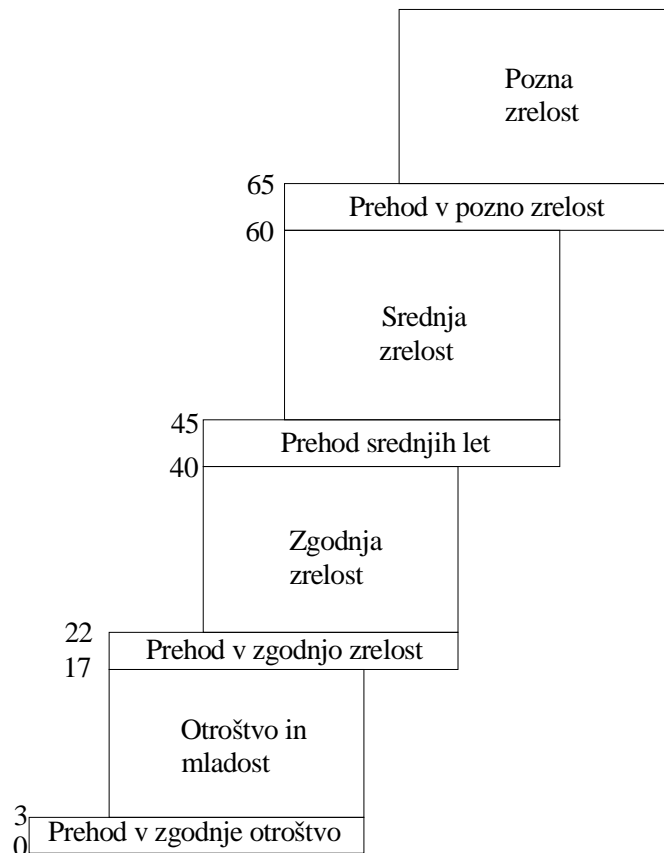 Pozna
zrelost
65
Prehod v pozno zrelost
60
Srednja
zrelost
45
Prehod srednjih let
40
Zgodnja
zrelost
22
Prehod v zgodnjo zrelost
17
Otroštvo in
mladost
3
Prehod v zgodnje otroštvo
0